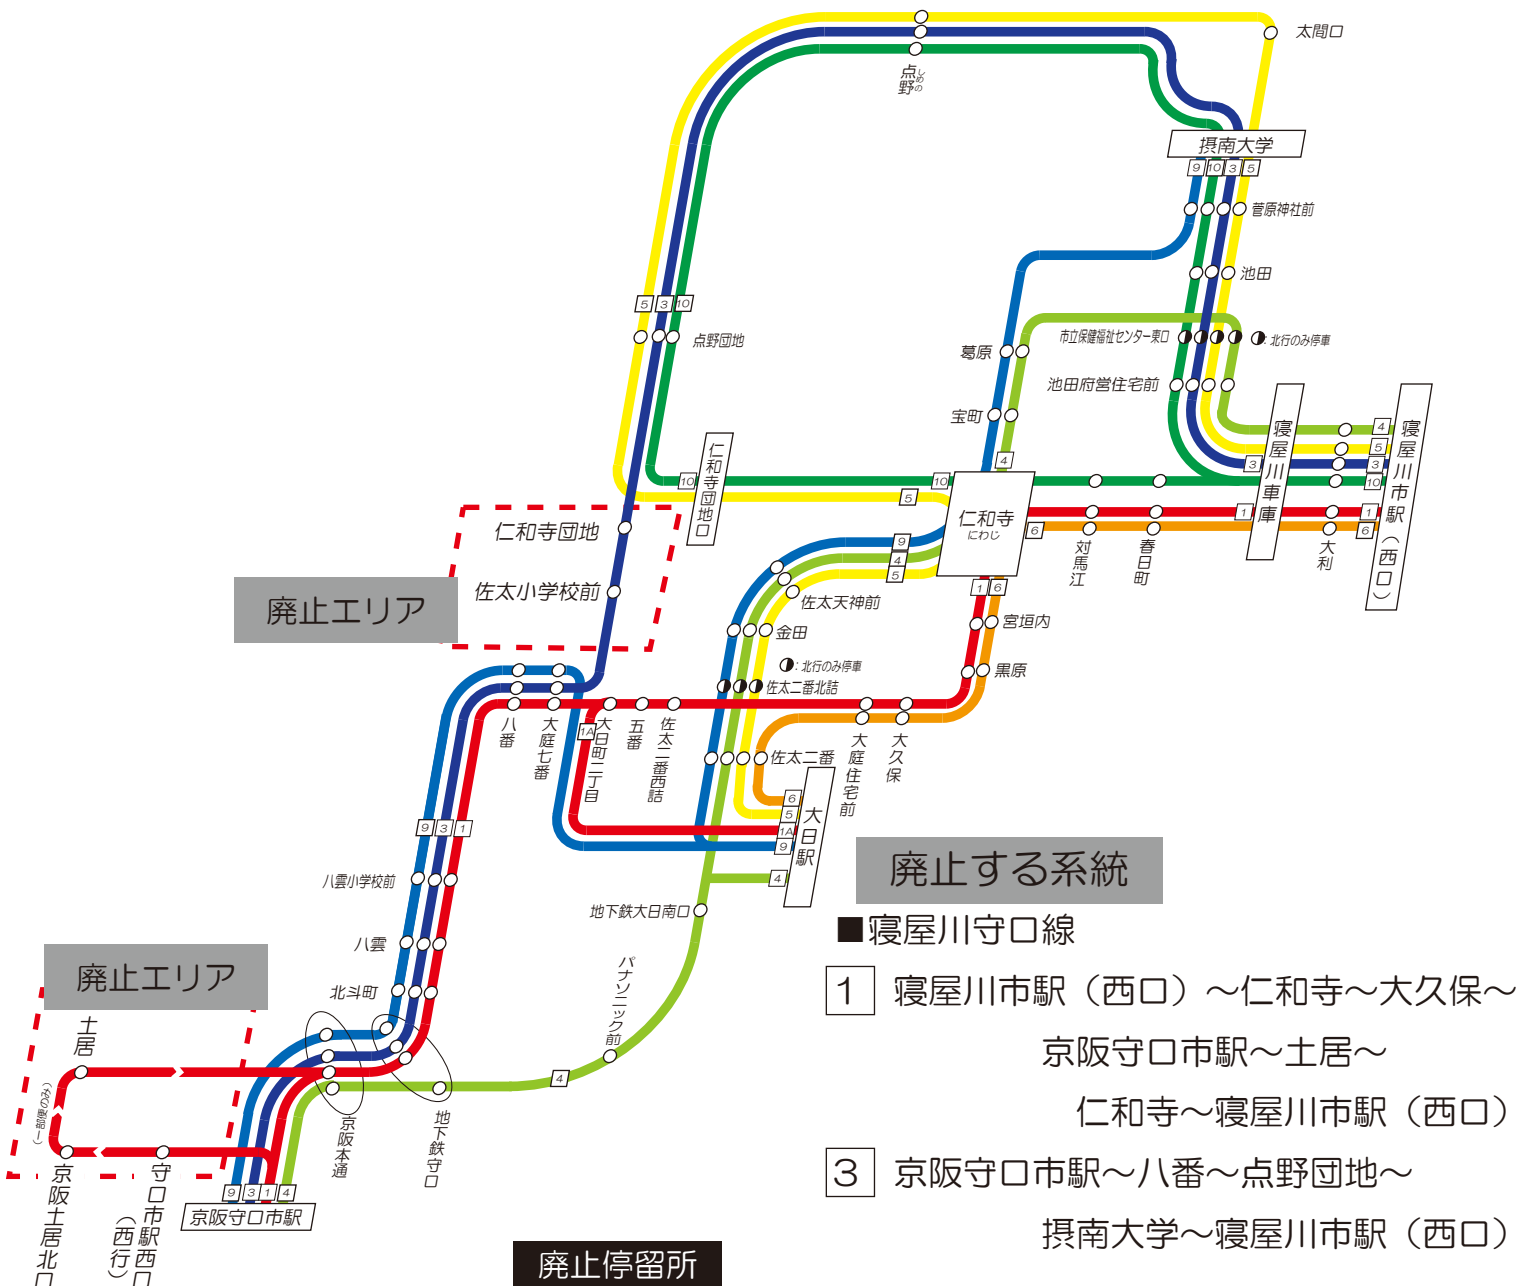 太間口
点野
しめの
摂南大学
9 10 3 5
菅原神社前
池田
5 3 10
点野団地
市立保健福祉センター東口
：北行のみ停車
葛原
池田府営住宅前
宝町
4
寝屋川車庫
寝屋川市駅（西口）
4
5
3
3
10
仁和寺団地口
10
10
5
仁和寺
にわじ
1
1
6
6
対馬江
春日町
大利
仁和寺団地
佐太小学校前
廃止エリア
9
4
5
佐太天神前
金田
：北行のみ停車
佐太二番北詰
1 6
宮垣内
黒原
八番
大庭七番
1A
大日町二丁目
五番
佐太二番西詰
佐太二番
大庭住宅前
大久保
6
5
1A
9
4
大日駅
9 3 1
八雲小学校前
八雲
北斗町
地下鉄大日南口
パナソニック前
4
廃止エリア
土居
(一部便のみ)
京阪土居北口
守口市駅西口
（西行）
京阪本通
地下鉄守口
9 3 1 4
京阪守口市駅
廃止する系統
■寝屋川守口線
1 寝屋川市駅（西口）～仁和寺～大久保～
京阪守口市駅～土居～
仁和寺～寝屋川市駅（西口）
3 京阪守口市駅～八番～点野団地～
摂南大学～寝屋川市駅（西口）
廃止停留所